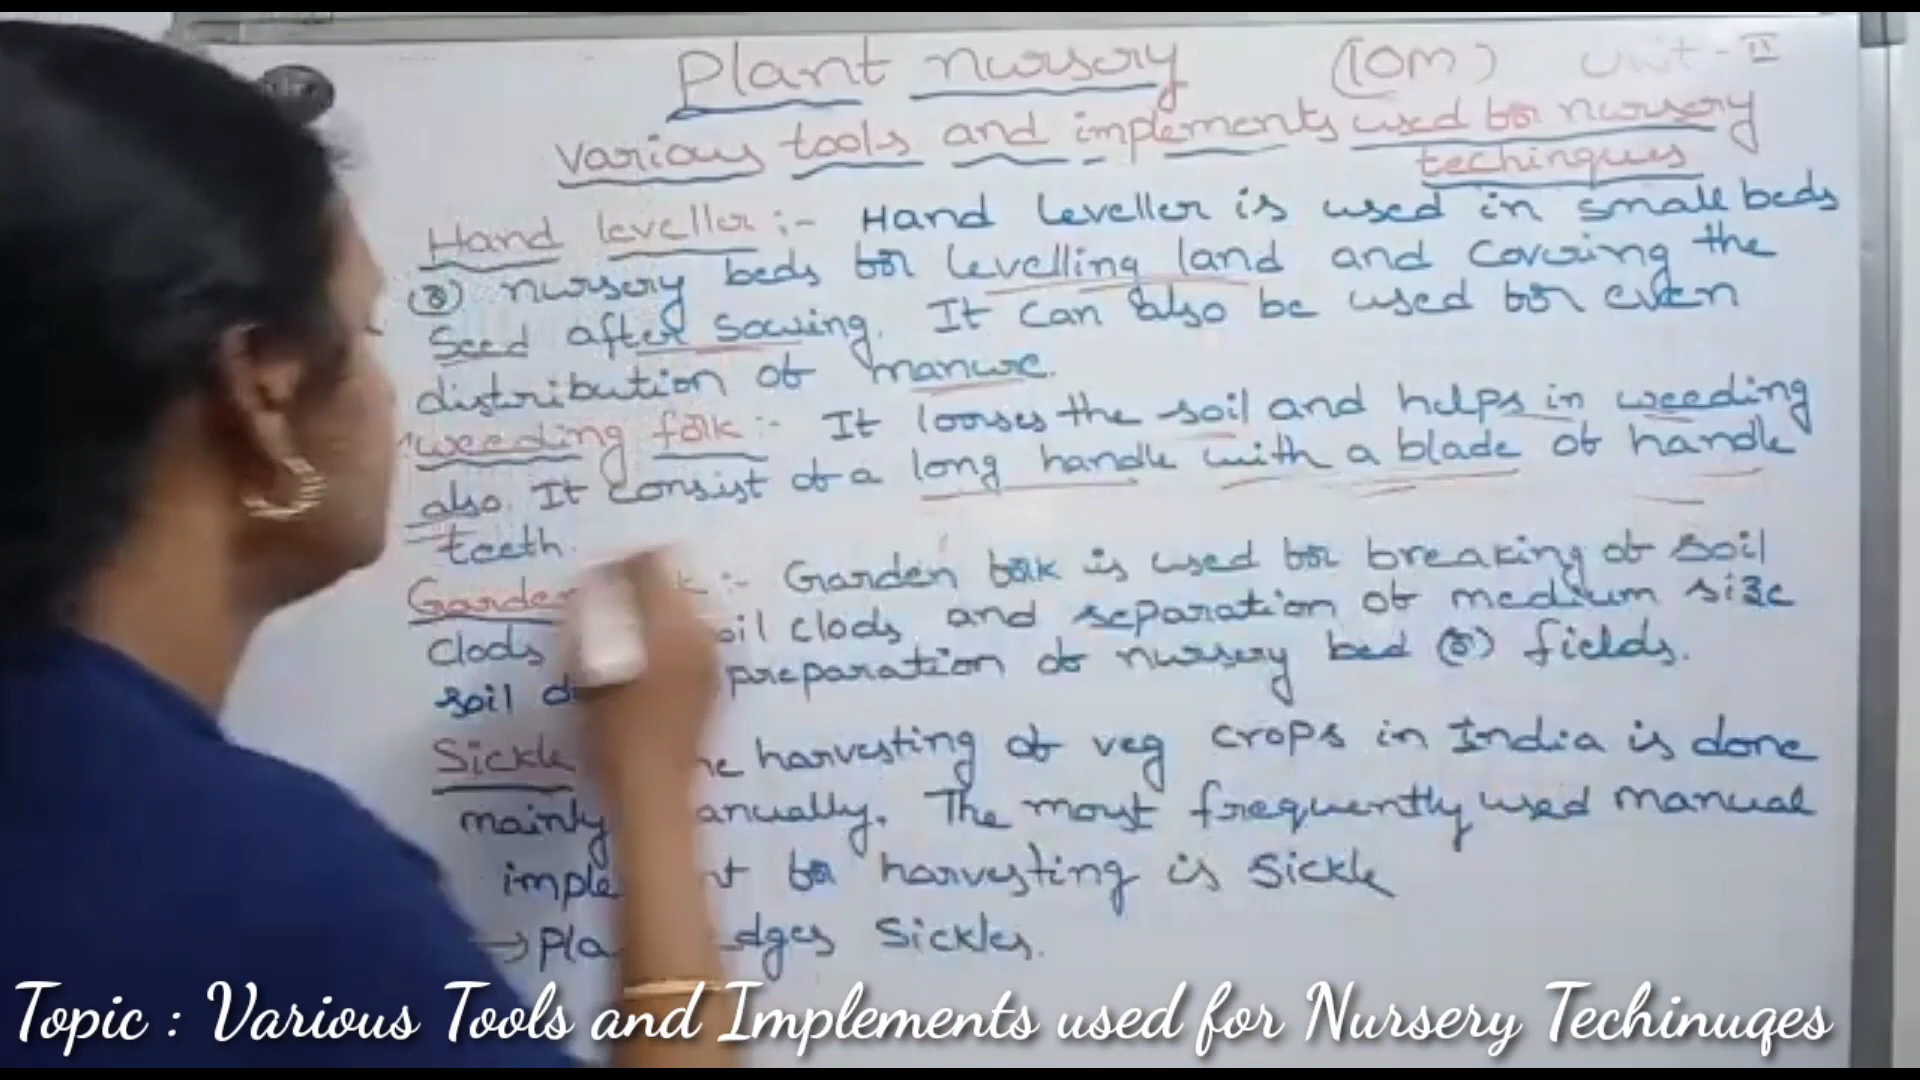 Plant nursery (10M) Unit - II
Various tools and implements used for nursery
techinques
Hand leveller :- Hand leveller is used in small beds
(or) nursery beds for levelling land and covering the
seed after sowing. It can also be used for even
distribution of manure.
weeding fork :- It looses the soil and helps in weeding
also. It consist of a long handle with a blade of handle
teeth.
Garden :- Garden fork is used for breaking of soil
clods soil clods and separation of medium size
soil preparation of nursery bed (or) fields.
Sickle harvesting of veg crops in India is done
mainly manually. The most frequently used manual
implement for harvesting is Sickle
→ edges Sickles.
Topic : Various Tools and Implements used for Nursery Techinuqes